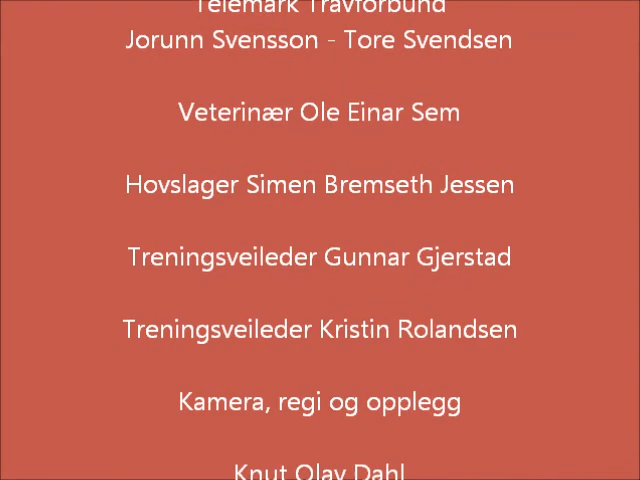 Telemark Travforbund
Jorunn Svensson - Tore Svendsen
Veterinær Ole Einar Sem
Hovslager Simen Bremseth Jessen
Treningsveileder Gunnar Gjerstad
Treningsveileder Kristin Rolandsen
Kamera, regi og opplegg
Knut Olav Dahl